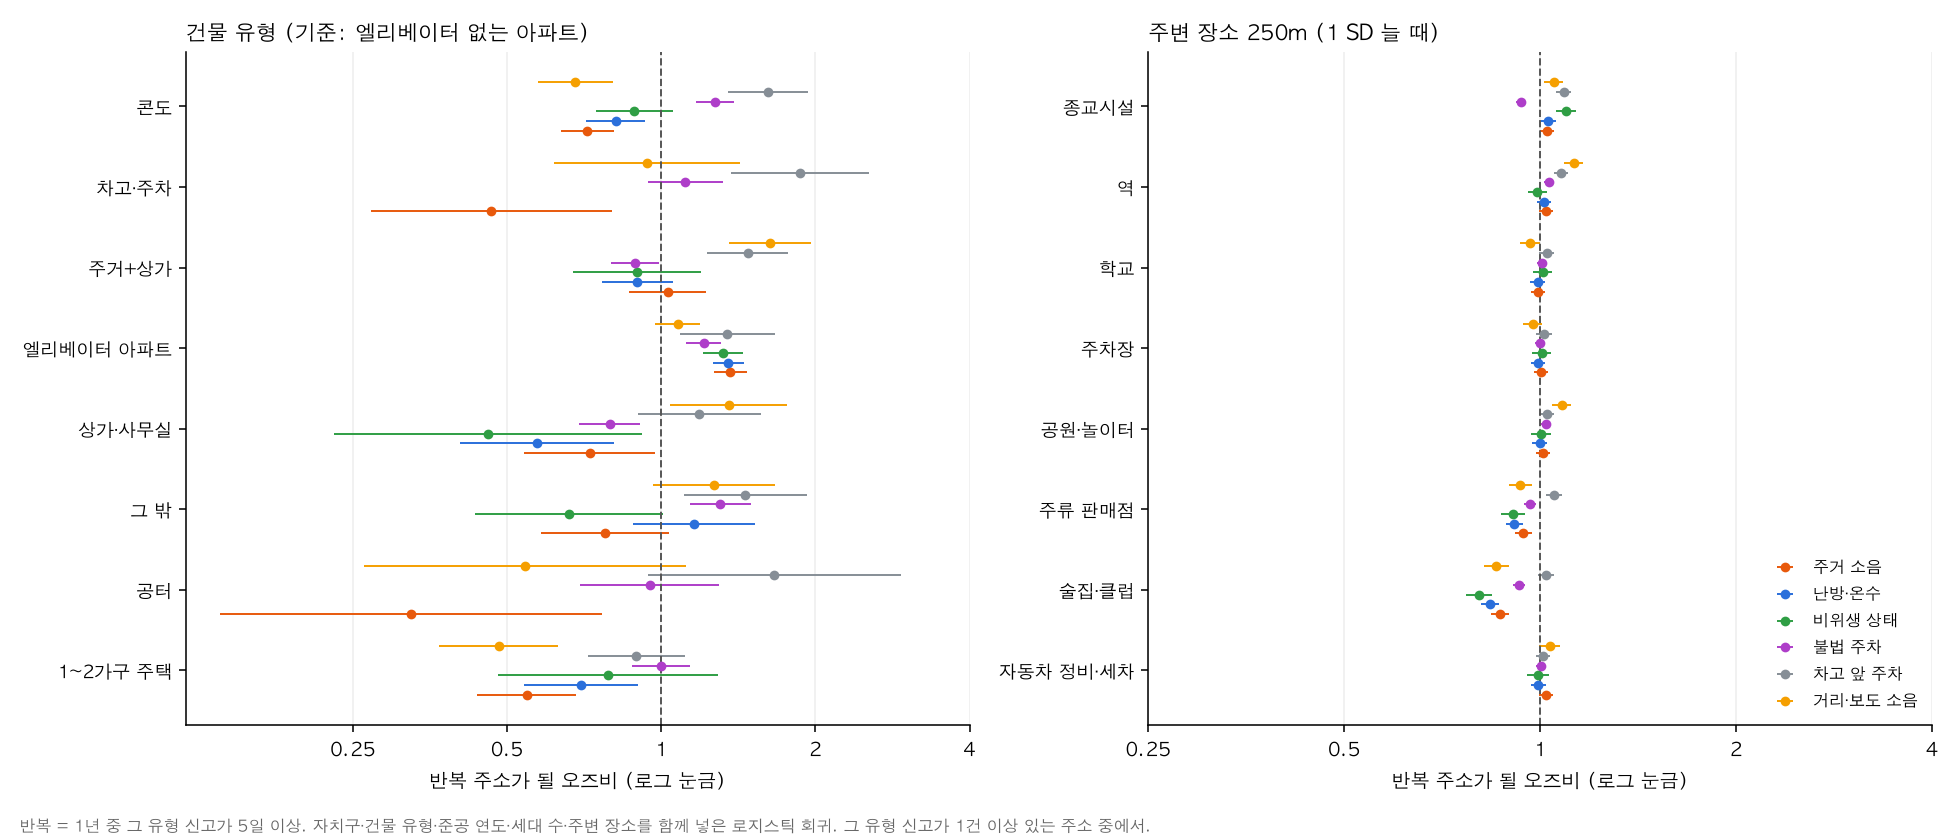 건물 유형 (기준: 엘리베이터 없는 아파트)
콘도
차고·주차
주거+상가
엘리베이터 아파트
상가·사무실
그 밖
공터
1~2가구 주택
0.25 0.5 1 2 4
반복 주소가 될 오즈비 (로그 눈금)
주변 장소 250m (1 SD 늘 때)
종교시설
역
학교
주차장
공원·놀이터
주류 판매점
술집·클럽
자동차 정비·세차
주거 소음
난방·온수
비위생 상태
불법 주차
차고 앞 주차
거리·보도 소음
0.25 0.5 1 2 4
반복 주소가 될 오즈비 (로그 눈금)
반복 = 1년 중 그 유형 신고가 5일 이상. 자치구·건물 유형·준공 연도·세대 수·주변 장소를 함께 넣은 로지스틱 회귀. 그 유형 신고가 1건 이상 있는 주소 중에서.